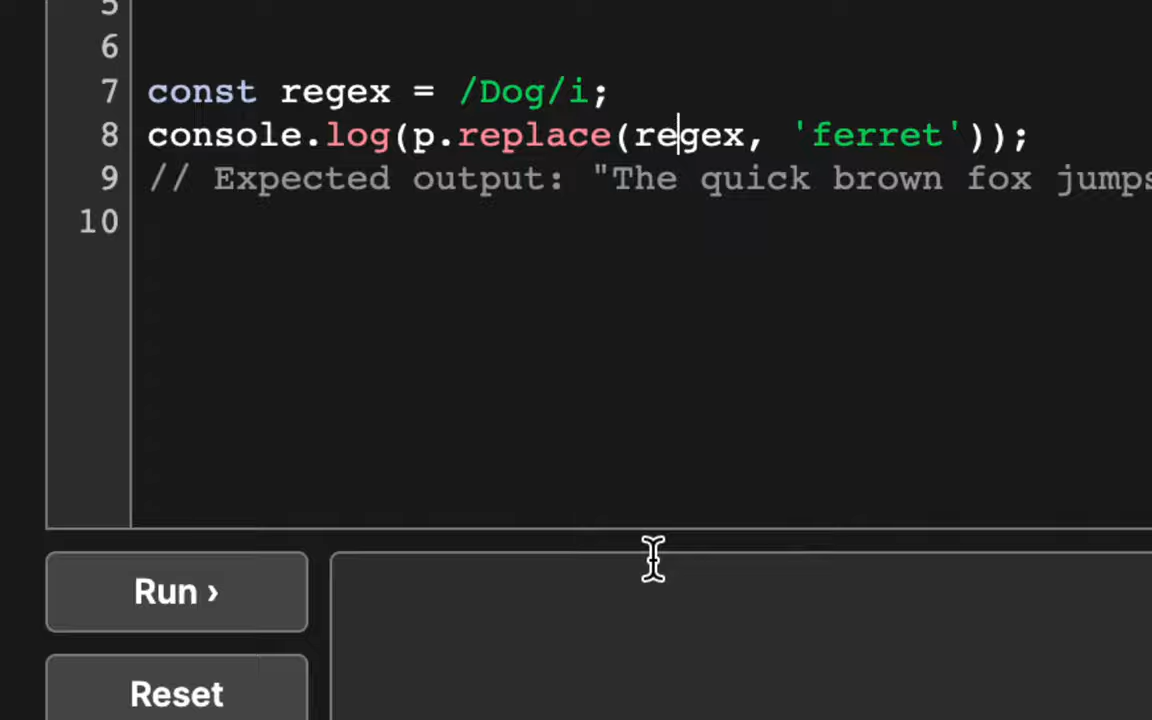 5
6
7 const regex = /Dog/i;
8 console.log(p.replace(regex, 'ferret'));
9 // Expected output: "The quick brown fox jumps
10
Run ›
Reset